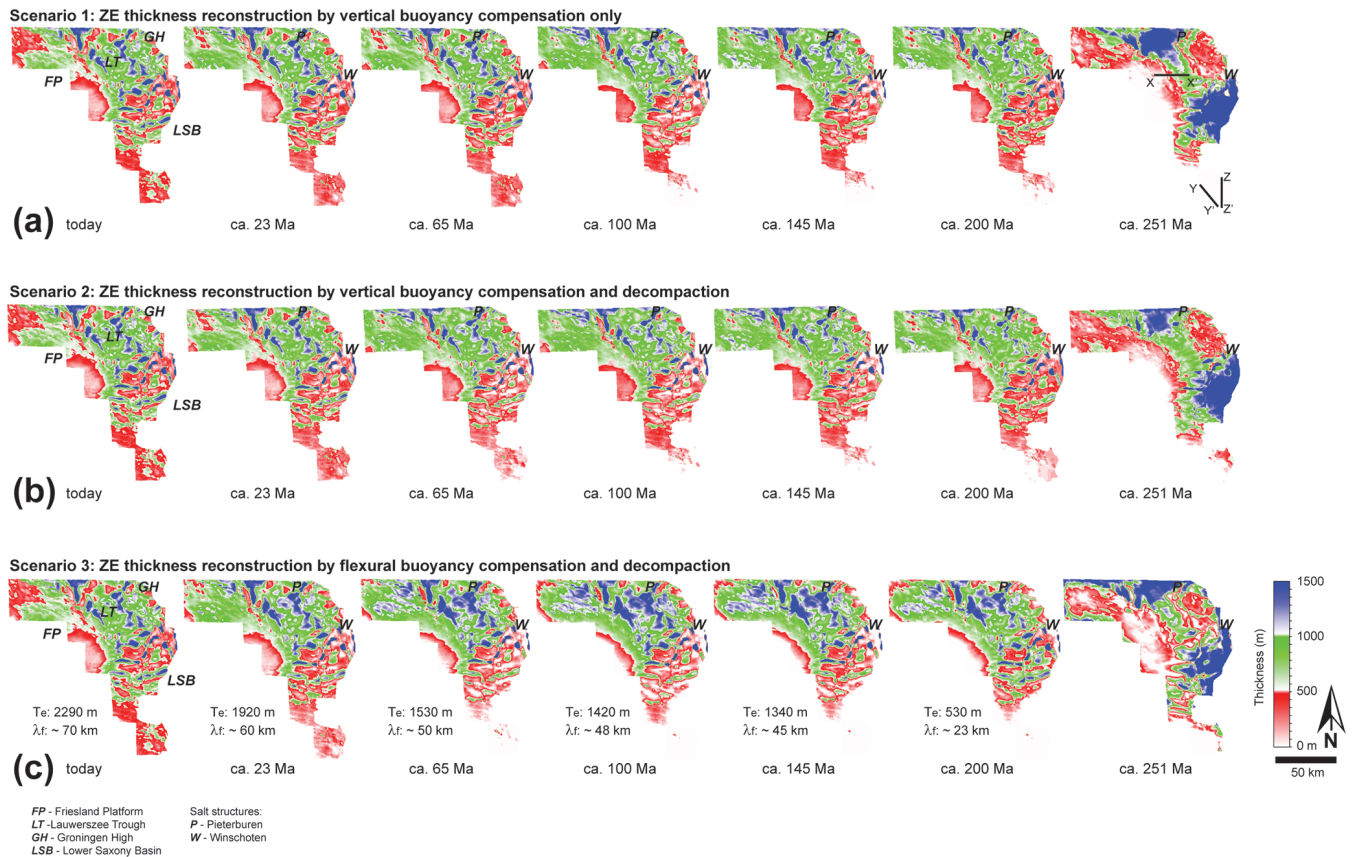 Scenario 1: ZE thickness reconstruction by vertical buoyancy compensation only
GH
P
P
P
P
P
P
LT
FP
W
W
W
W
W
W
X
X'
LSB
Z
Y
Y'
Z'
(a)
today
ca. 23 Ma
ca. 65 Ma
ca. 100 Ma
ca. 145 Ma
ca. 200 Ma
ca. 251 Ma
Scenario 2: ZE thickness reconstruction by vertical buoyancy compensation and decompaction
GH
P
P
P
P
P
P
LT
FP
W
W
W
W
W
W
LSB
(b)
today
ca. 23 Ma
ca. 65 Ma
ca. 100 Ma
ca. 145 Ma
ca. 200 Ma
ca. 251 Ma
Scenario 3: ZE thickness reconstruction by flexural buoyancy compensation and decompaction
GH
P
P
P
P
P
P
LT
FP
W
W
W
W
W
W
LSB
Te: 2290 m
λf: ~ 70 km
Te: 1920 m
λf: ~ 60 km
Te: 1530 m
λf: ~ 50 km
Te: 1420 m
λf: ~ 48 km
Te: 1340 m
λf: ~ 45 km
Te: 530 m
λf: ~ 23 km
(c)
today
ca. 23 Ma
ca. 65 Ma
ca. 100 Ma
ca. 145 Ma
ca. 200 Ma
ca. 251 Ma
Thickness (m)
1500
1000
500
0 m
N
50 km
FP - Friesland Platform
LT -Lauwerszee Trough
GH - Groningen High
LSB - Lower Saxony Basin
Salt structures:
P - Pieterburen
W - Winschoten